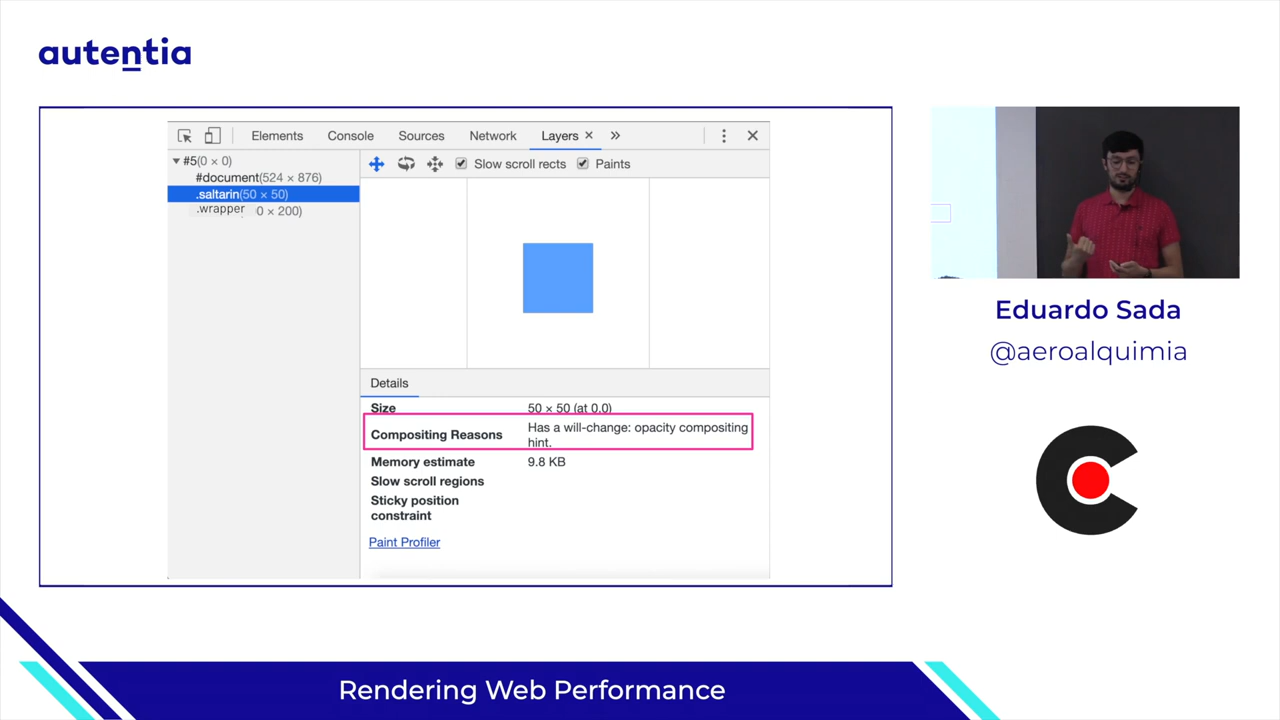 autentia
Elements Console Sources Network Layers × »
#5(0 × 0)
#document(524 × 876)
.saltarin(50 × 50)
.wrapper 0 × 200)
Slow scroll rects Paints
Details
Size 50 × 50 (at 0,0)
Compositing Reasons Has a will-change: opacity compositing
hint.
Memory estimate 9.8 KB
Slow scroll regions
Sticky position
constraint
Paint Profiler
Eduardo Sada
@aeroalquimia
Rendering Web Performance